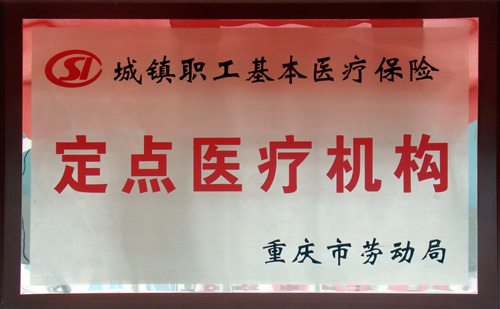 SI 城镇职工基本医疗保险
定点医疗机构
重庆市劳动局